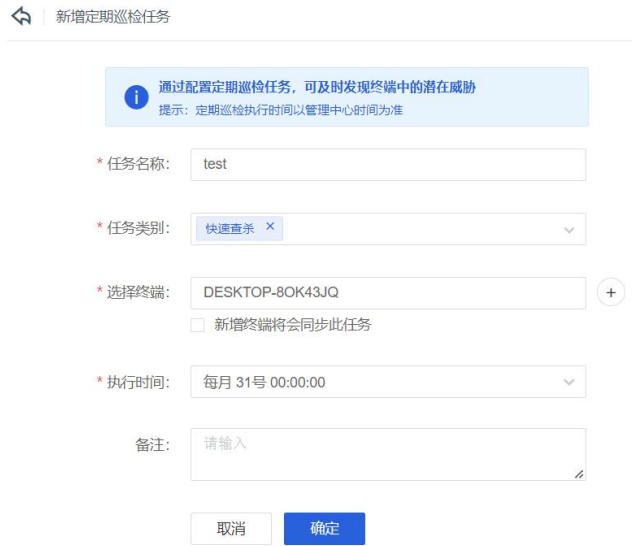 新增定期巡检任务
通过配置定期巡检任务，可及时发现终端中的潜在威胁
提示：定期巡检执行时间以管理中心时间为准
* 任务名称： test
* 任务类别： 快速查杀 ×
* 选择终端： DESKTOP-8OK43JQ
新增终端将会同步此任务
* 执行时间： 每月 31号 00:00:00
备注： 请输入
取消 确定